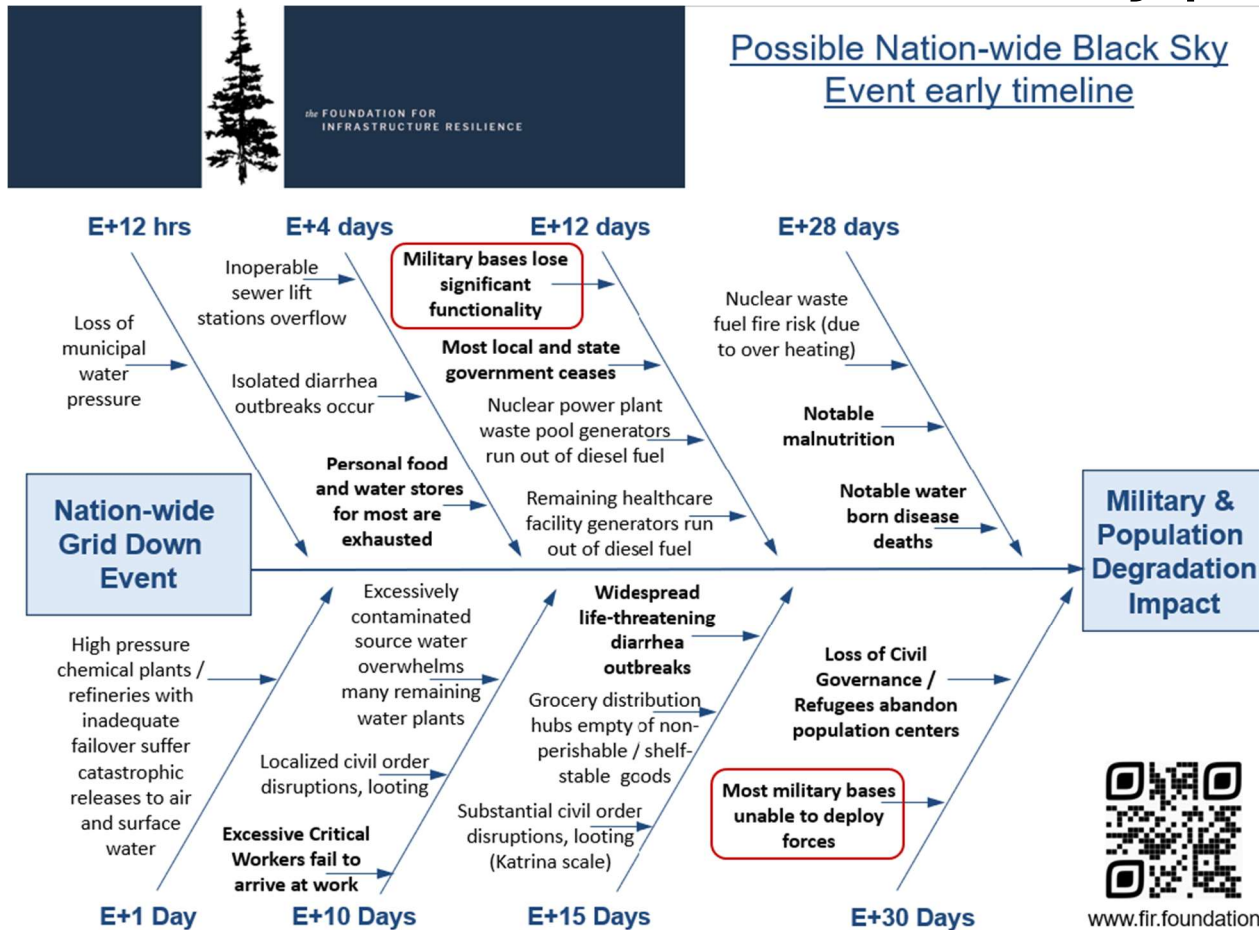 Possible Nation-wide Black Sky
Event early timeline
the FOUNDATION FOR
INFRASTRUCTURE RESILIENCE
E+12 hrs
Loss of
municipal
water
pressure
E+4 days
Inoperable
sewer lift
stations overflow
Isolated diarrhea
outbreaks occur
Personal food
and water stores
for most are
exhausted
E+12 days
Military bases lose
significant
functionality
Most local and state
government ceases
Nuclear power plant
waste pool generators
run out of diesel fuel
Remaining healthcare
facility generators run
out of diesel fuel
E+28 days
Nuclear waste
fuel fire risk (due
to over heating)
Notable
malnutrition
Notable water
born disease
deaths
Nation-wide
Grid Down
Event
Military &
Population
Degradation
Impact
High pressure
chemical plants /
refineries with
inadequate
failover suffer
catastrophic
releases to air
and surface
water
E+1 Day
Excessively
contaminated
source water
overwhelms
many remaining
water plants
Localized civil order
disruptions, looting
Excessive Critical
Workers fail to
arrive at work
E+10 Days
Widespread
life-threatening
diarrhea
outbreaks
Grocery distribution
hubs empty of non-
perishable / shelf-
stable goods
Substantial civil order
disruptions, looting
(Katrina scale)
E+15 Days
Loss of Civil
Governance /
Refugees abandon
population centers
Most military bases
unable to deploy
forces
E+30 Days
www.fir.foundation